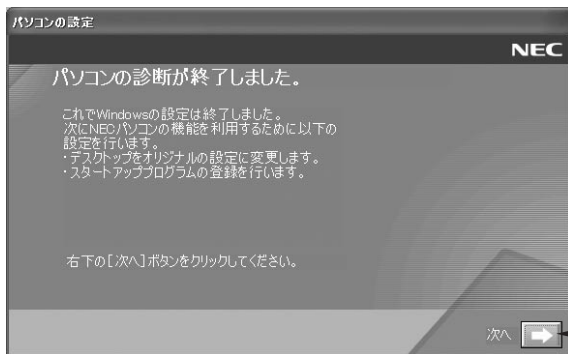 パソコンの設定
NEC
パソコンの診断が終了しました。
これでWindowsの設定は終了しました。
次にNECパソコンの機能を利用するために以下の
設定を行います。
・デスクトップをオリジナルの設定に変更します。
・スタートアッププログラムの登録を行います。
右下の[次へ]ボタンをクリックしてください。
次へ